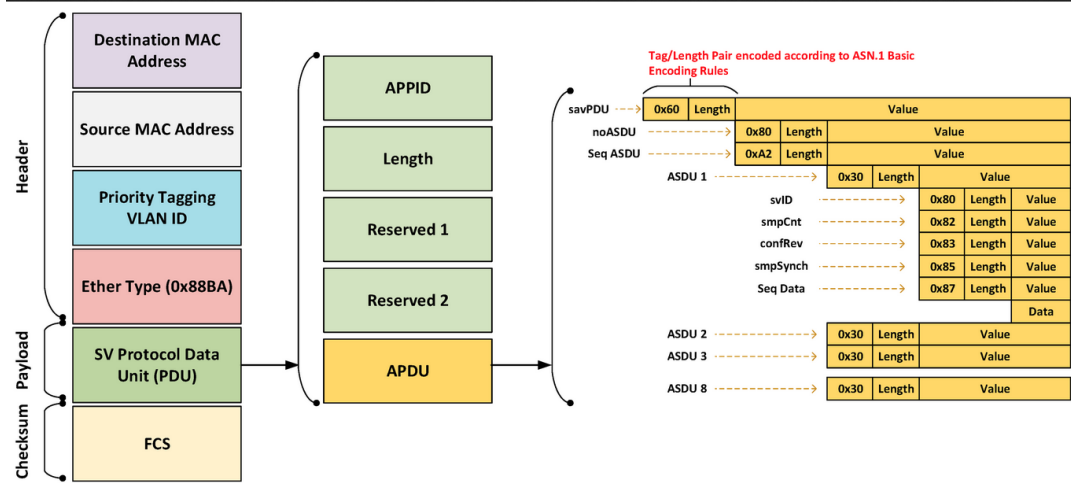 Header
Payload
Checksum
Destination MAC
Address
Source MAC Address
Priority Tagging
VLAN ID
Ether Type (0x88BA)
SV Protocol Data
Unit (PDU)
FCS
APPID
Length
Reserved 1
Reserved 2
APDU
Tag/Length Pair encoded according to ASN.1 Basic
Encoding Rules
savPDU 0x60 Length Value
noASDU 0x80 Length Value
Seq ASDU 0xA2 Length Value
ASDU 1 0x30 Length Value
svID 0x80 Length Value
smpCnt 0x82 Length Value
confRev 0x83 Length Value
smpSynch 0x85 Length Value
Seq Data 0x87 Length Value
Data
ASDU 2 0x30 Length Value
ASDU 3 0x30 Length Value
ASDU 8 0x30 Length Value